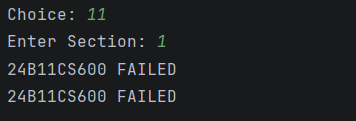 Choice: 11
Enter Section: 1
24B11CS600 FAILED
24B11CS600 FAILED